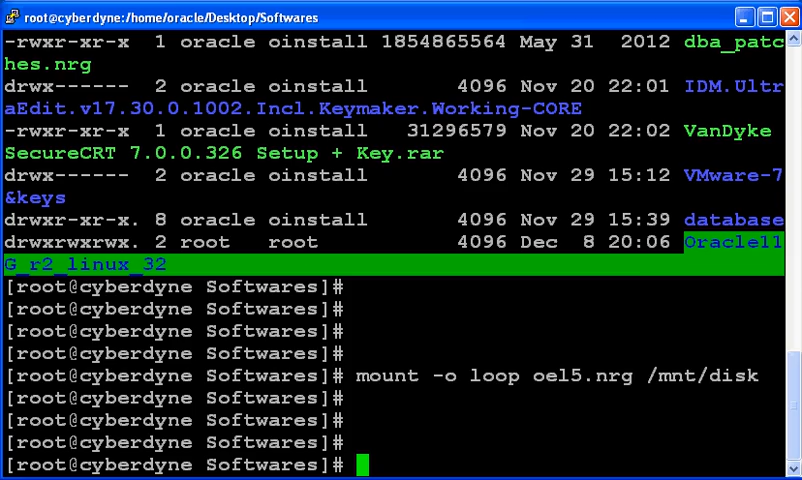 root@cyberdyne:/home/oracle/Desktop/Softwares
-rwxr-xr-x 1 oracle oinstall 1854865564 May 31 2012 dba_patc
hes.nrg
drwx------ 2 oracle oinstall 4096 Nov 20 22:01 IDM.Ultr
aEdit.v17.30.0.1002.Incl.Keymaker.Working-CORE
-rwxr-xr-x 1 oracle oinstall 31296579 Nov 20 22:02 VanDyke
SecureCRT 7.0.0.326 Setup + Key.rar
drwx------ 2 oracle oinstall 4096 Nov 29 15:12 VMware-7
&keys
drwxr-xr-x. 8 oracle oinstall 4096 Nov 29 15:39 database
drwxrwxrwx. 2 root root 4096 Dec 8 20:06 Oracle11
G_r2_linux_32
[root@cyberdyne Softwares]#
[root@cyberdyne Softwares]#
[root@cyberdyne Softwares]#
[root@cyberdyne Softwares]#
[root@cyberdyne Softwares]# mount -o loop oel5.nrg /mnt/disk
[root@cyberdyne Softwares]#
[root@cyberdyne Softwares]#
[root@cyberdyne Softwares]#
[root@cyberdyne Softwares]#